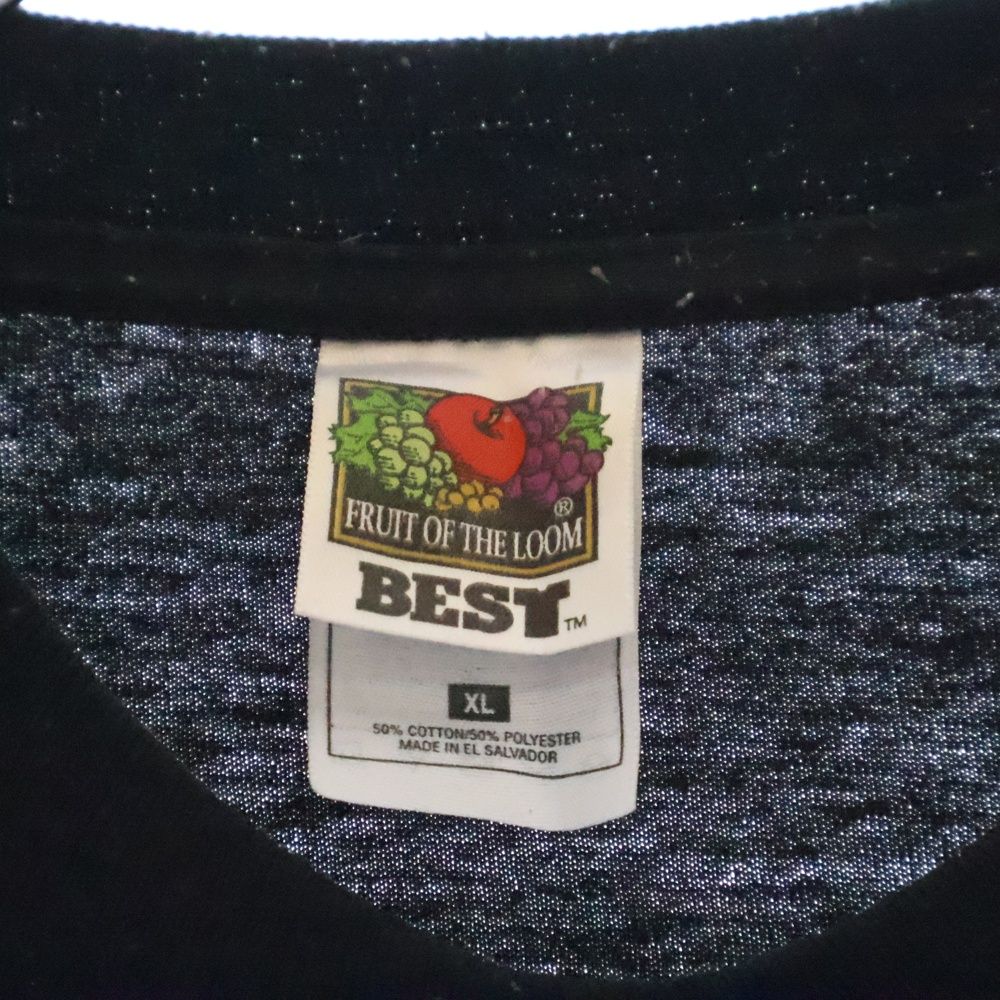 ®
FRUIT OF THE LOOM
BEST™
XL
50% COTTON/50% POLYESTER
MADE IN EL SALVADOR